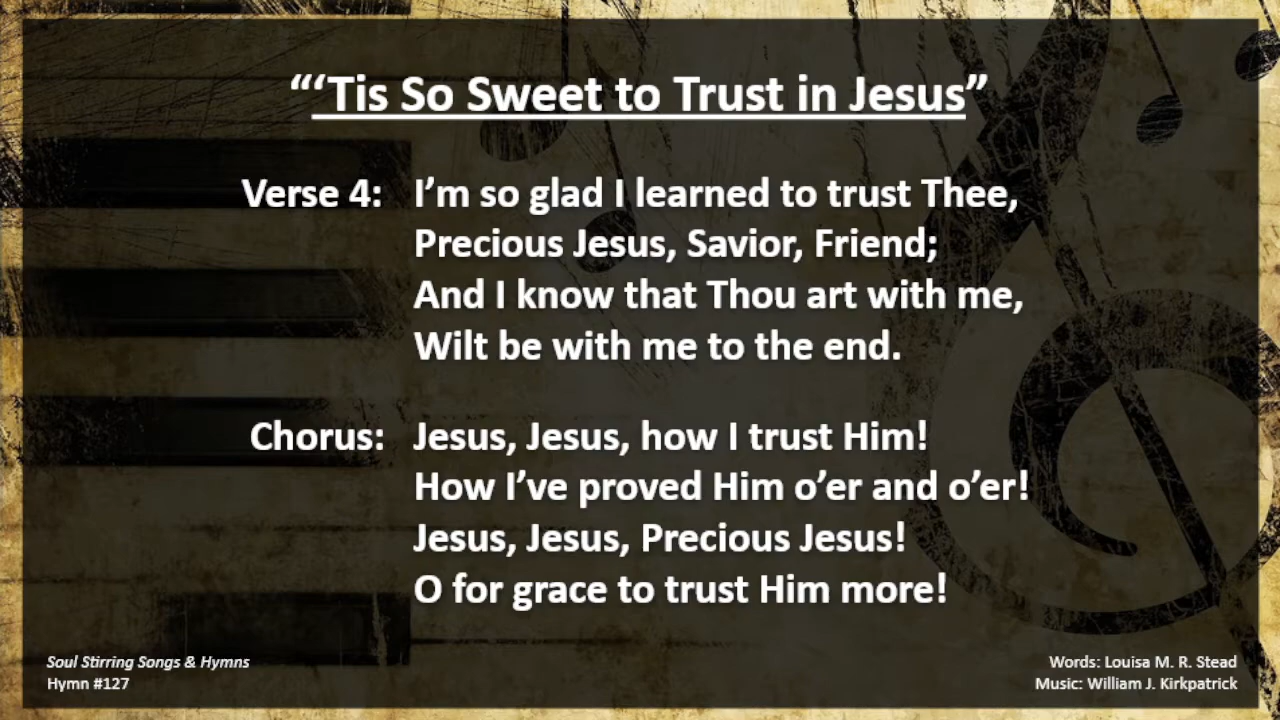 “‘Tis So Sweet to Trust in Jesus”
Verse 4: I’m so glad I learned to trust Thee,
Precious Jesus, Savior, Friend;
And I know that Thou art with me,
Wilt be with me to the end.
Chorus: Jesus, Jesus, how I trust Him!
How I’ve proved Him o’er and o’er!
Jesus, Jesus, Precious Jesus!
O for grace to trust Him more!
Soul Stirring Songs & Hymns
Hymn #127
Words: Louisa M. R. Stead
Music: William J. Kirkpatrick